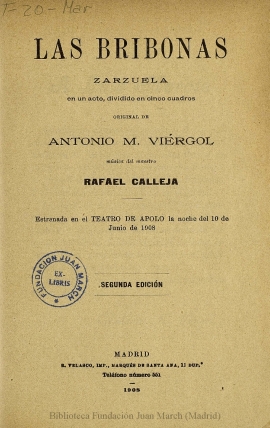 T-20-Mar
LAS BRIBONAS
ZARZUELA
en un acto, dividido en cinco cuadros
ORIGINAL DE
ANTONIO M. VIÉRGOL
música del maestro
RAFAEL CALLEJA
Estrenada en el TEATRO DE APOLO la noche del 10 de
Junio de 1908
FUNDACIÓN JUAN MARCH
EX-
LIBRIS
SEGUNDA EDICIÓN
MADRID
R. VELASCO, IMP., MARQUÉS DE SANTA ANA, 11 DUP.º
Teléfono número 551
1908
Biblioteca Fundación Juan March (Madrid)